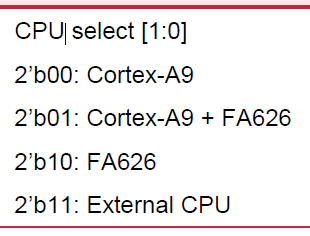 CPU select [1:0]
2’b00: Cortex-A9
2’b01: Cortex-A9 + FA626
2’b10: FA626
2’b11: External CPU